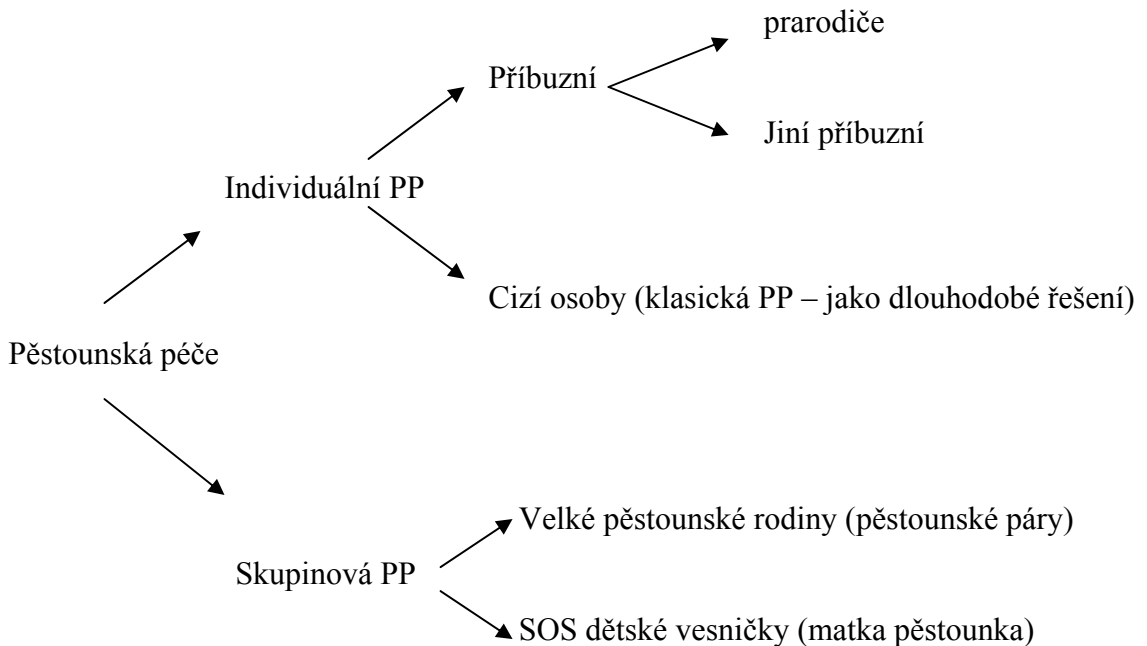 prarodiče
Příbuzní
Jiní příbuzní
Individuální PP
Cizí osoby (klasická PP – jako dlouhodobé řešení)
Pěstounská péče
Velké pěstounské rodiny (pěstounské páry)
Skupinová PP
SOS dětské vesničky (matka pěstounka)